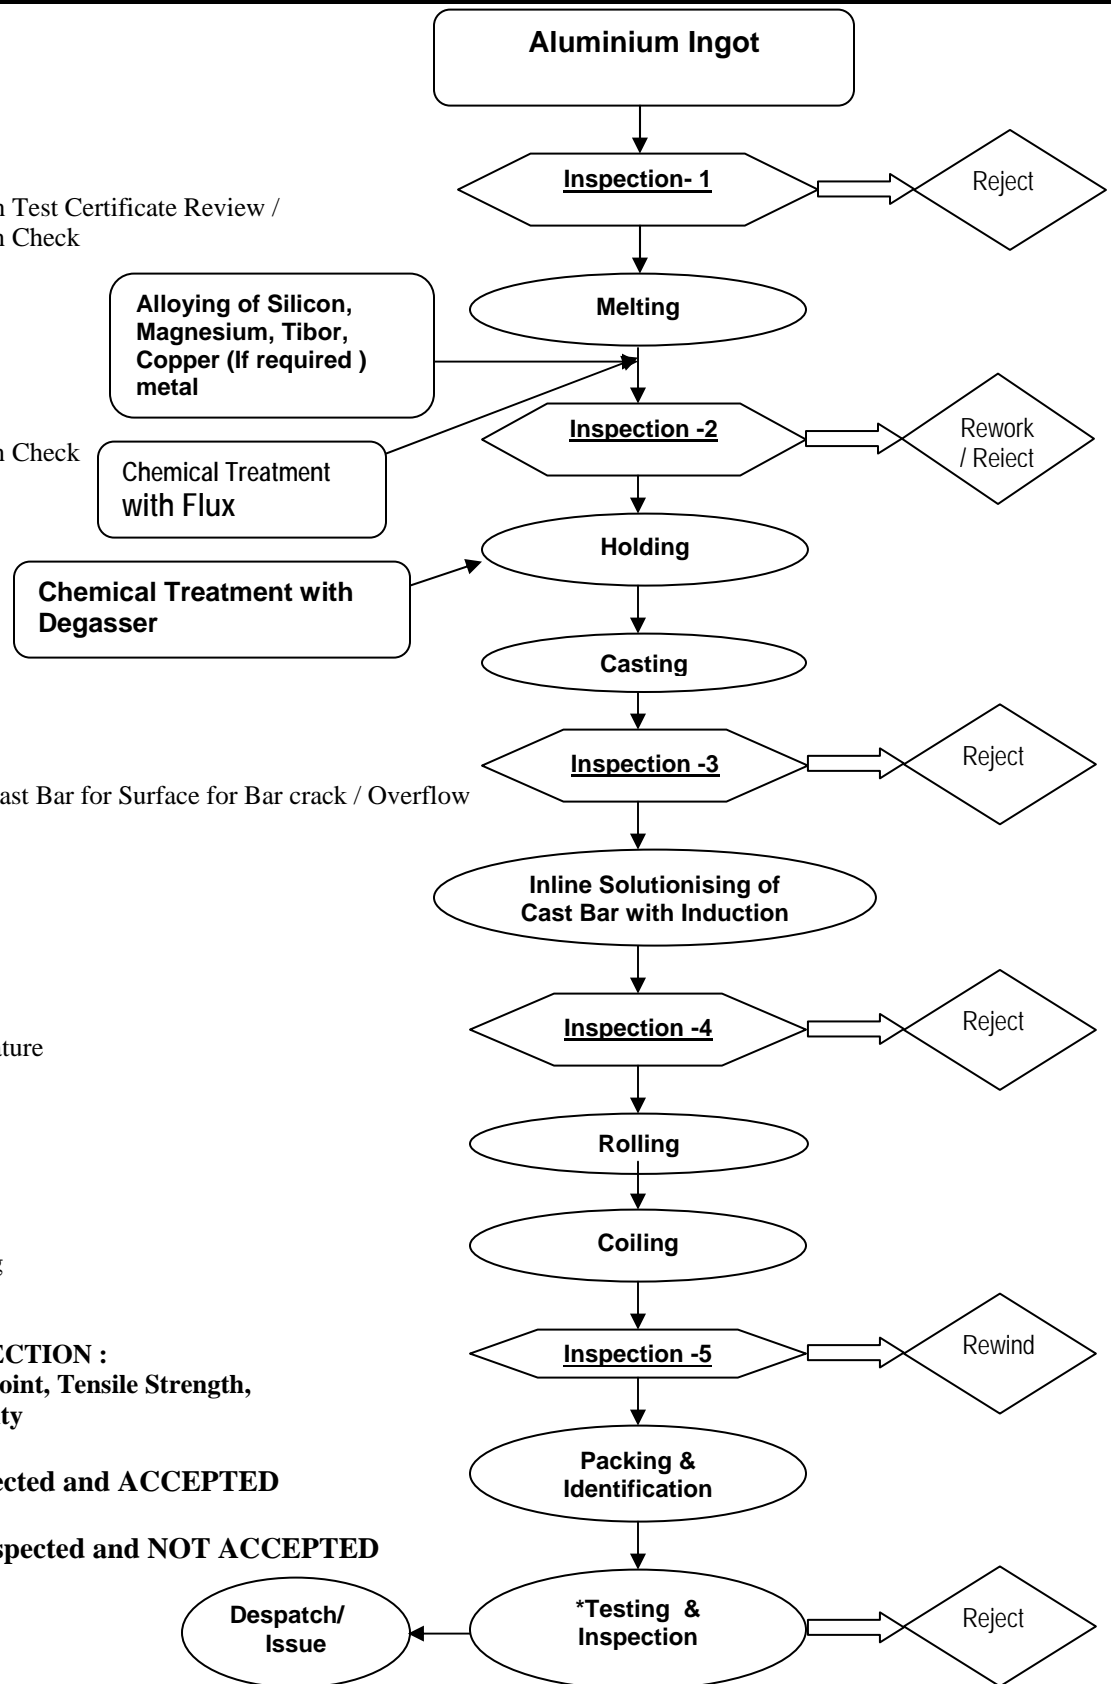 Aluminium Ingot
Inspection- 1
Reject
Test Certificate Review /
Check
Melting
Alloying of Silicon,
Magnesium, Tibor,
Copper (If required )
metal
Inspection -2
Rework
/ Reject
Check
Chemical Treatment
with Flux
Holding
Chemical Treatment with
Degasser
Casting
Inspection -3
Reject
ast Bar for Surface for Bar crack / Overflow
Inline Solutionising of
Cast Bar with Induction
Inspection -4
Reject
ature
Rolling
Coiling
g
Inspection -5
Rewind
ECTION :
oint, Tensile Strength,
ty
Packing &
Identification
ected and ACCEPTED
spected and NOT ACCEPTED
Despatch/
Issue
*Testing &
Inspection
Reject